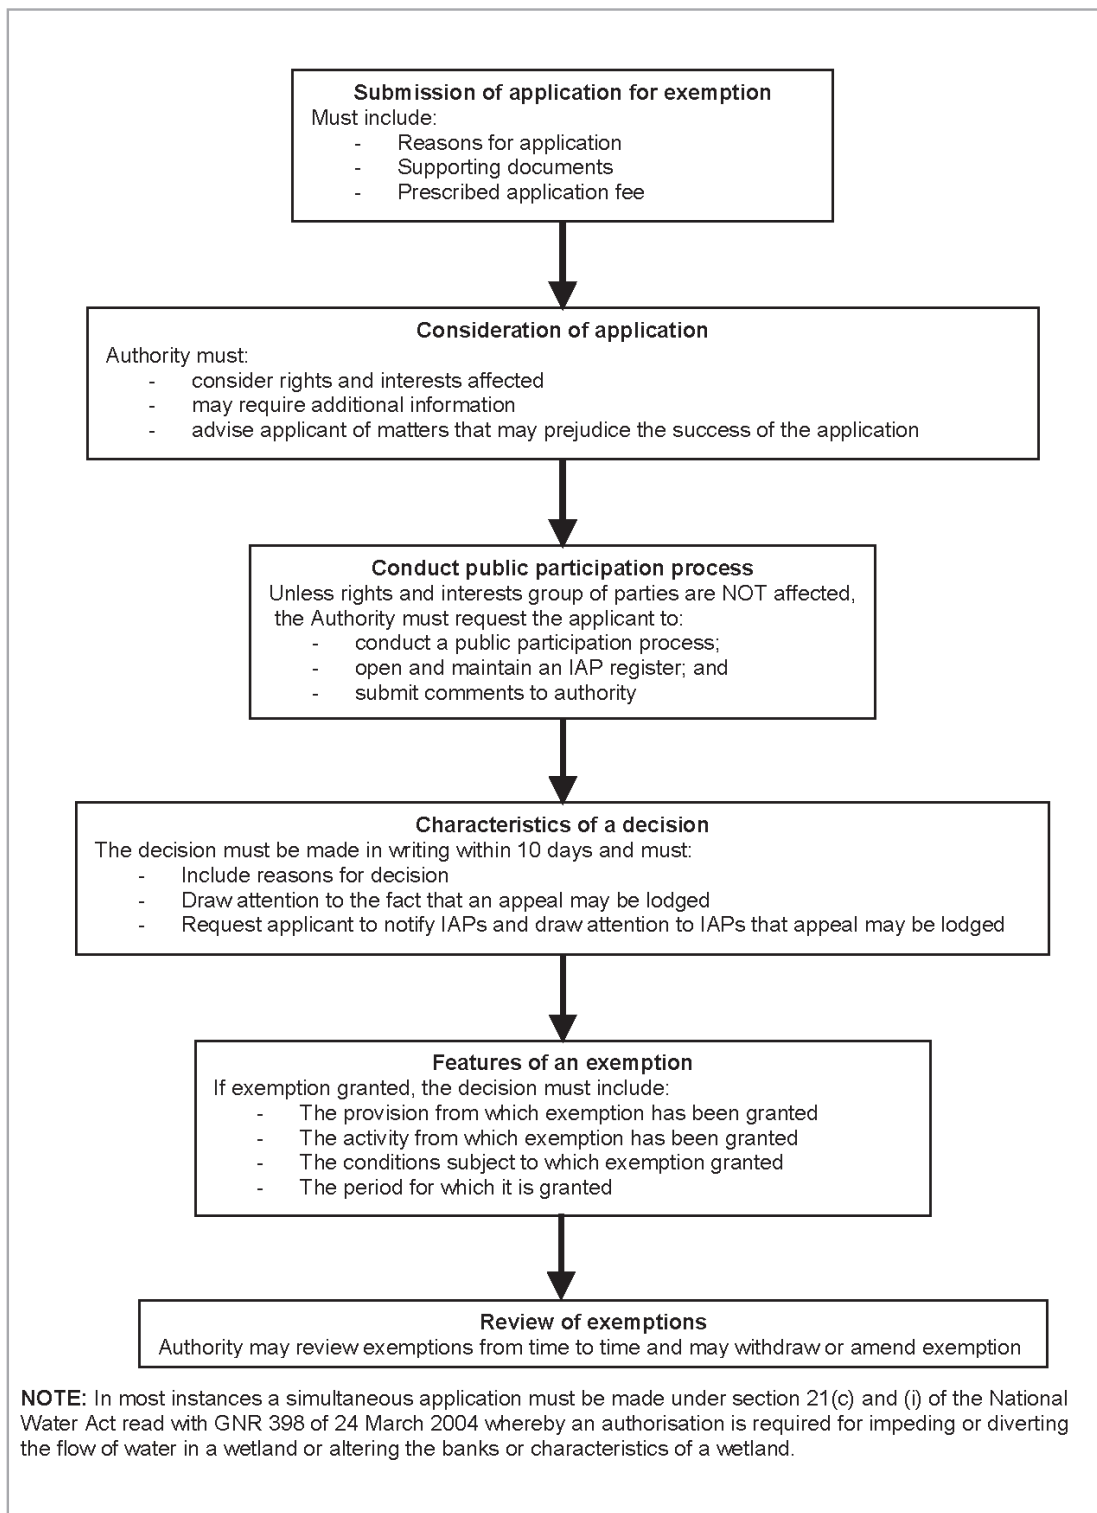 Submission of application for exemption
Must include:
- Reasons for application
- Supporting documents
- Prescribed application fee
Consideration of application
Authority must:
- consider rights and interests affected
- may require additional information
- advise applicant of matters that may prejudice the success of the application
Conduct public participation process
Unless rights and interests group of parties are NOT affected,
the Authority must request the applicant to:
- conduct a public participation process;
- open and maintain an IAP register; and
- submit comments to authority
Characteristics of a decision
The decision must be made in writing within 10 days and must:
- Include reasons for decision
- Draw attention to the fact that an appeal may be lodged
- Request applicant to notify IAPs and draw attention to IAPs that appeal may be lodged
Features of an exemption
If exemption granted, the decision must include:
- The provision from which exemption has been granted
- The activity from which exemption has been granted
- The conditions subject to which exemption granted
- The period for which it is granted
Review of exemptions
Authority may review exemptions from time to time and may withdraw or amend exemption
NOTE: In most instances a simultaneous application must be made under section 21(c) and (i) of the National
Water Act read with GNR 398 of 24 March 2004 whereby an authorisation is required for impeding or diverting
the flow of water in a wetland or altering the banks or characteristics of a wetland.